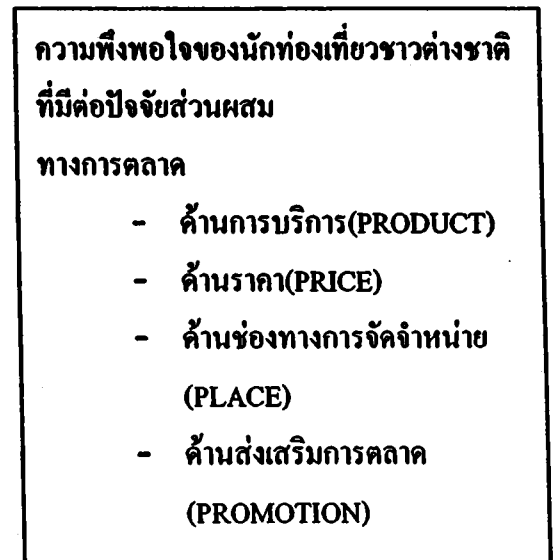 ความพึงพอใจของนักท่องเที่ยวชาวต่างชาติ
ที่มีต่อปัจจัยส่วนผสม
ทางการตลาด
- ด้านการบริการ(PRODUCT)
- ด้านราคา(PRICE)
- ด้านช่องทางการจัดจำหน่าย
(PLACE)
- ด้านส่งเสริมการตลาด
(PROMOTION)